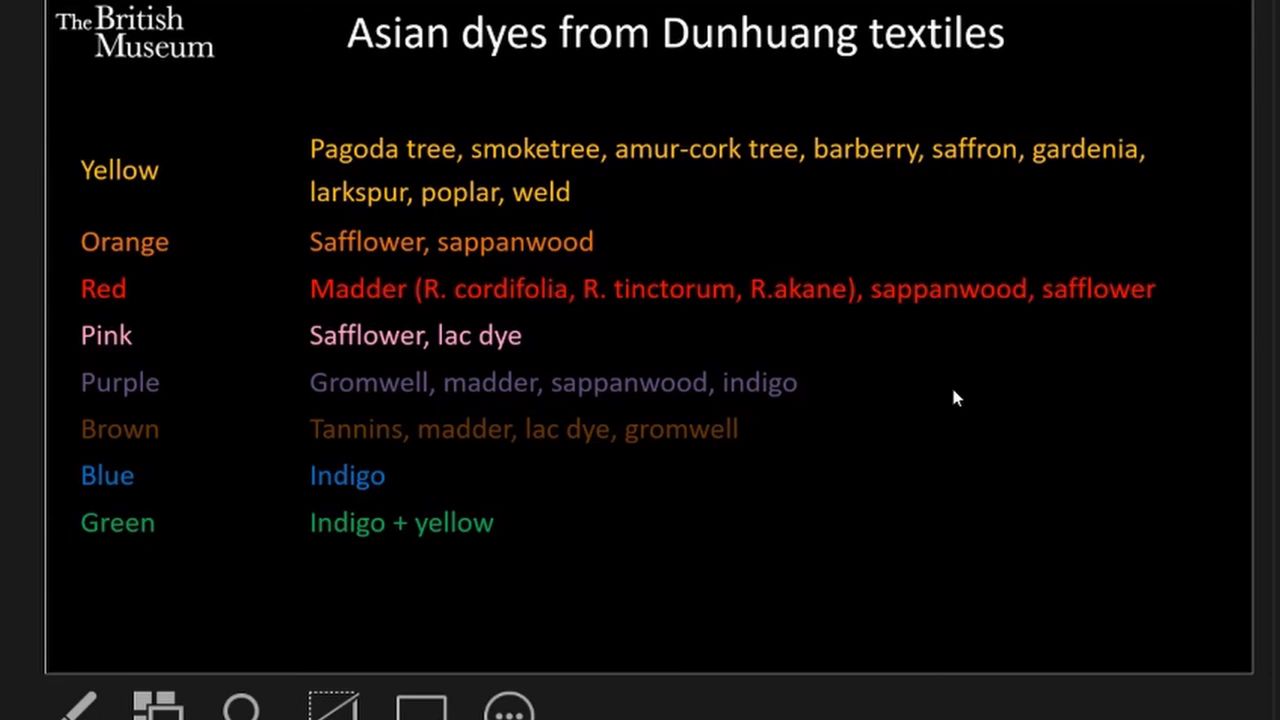 The British
Museum
Asian dyes from Dunhuang textiles
Yellow
Pagoda tree, smoketree, amur-cork tree, barberry, saffron, gardenia,
larkspur, poplar, weld
Orange Safflower, sappanwood
Red Madder (R. cordifolia, R. tinctorum, R.akane), sappanwood, safflower
Pink Safflower, lac dye
Purple Gromwell, madder, sappanwood, indigo
Brown Tannins, madder, lac dye, gromwell
Blue Indigo
Green Indigo + yellow